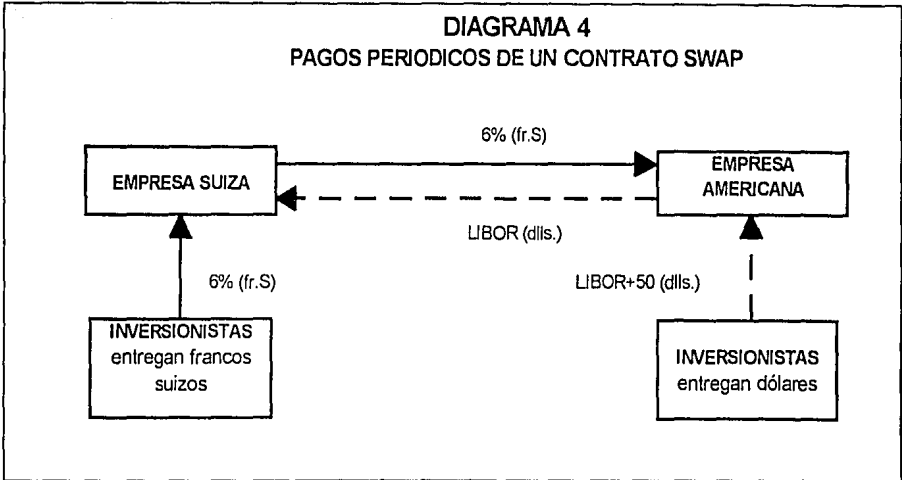 DIAGRAMA 4
PAGOS PERIODICOS DE UN CONTRATO SWAP
6% (fr.S)
EMPRESA SUIZA
EMPRESA
AMERICANA
LIBOR (dlls.)
6% (fr.S)
LIBOR+50 (dlls.)
INVERSIONISTAS
entregan francos
suizos
INVERSIONISTAS
entregan dólares